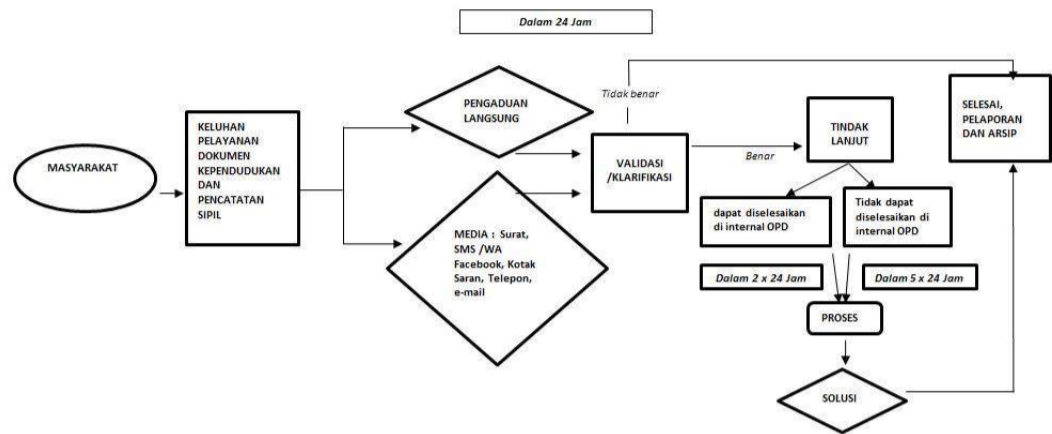 Dalam 24 Jam
MASYARAKAT
KELUHAN
PELAYANAN
DOKUMEN
KEPENDUDUKAN
DAN
PENCATATAN
SIPIL
PENGADUAN
LANGSUNG
MEDIA : Surat,
SMS /WA
Facebook, Kotak
Saran, Telepon,
e-mail
Tidak benar
VALIDASI
/KLARIFIKASI
Benar
TINDAK
LANJUT
dapat diselesaikan
di internal OPD
Tidak dapat
diselesaikan di
internal OPD
Dalam 2 x 24 Jam
Dalam 5 x 24 Jam
PROSES
SOLUSI
SELESAI,
PELAPORAN
DAN ARSIP